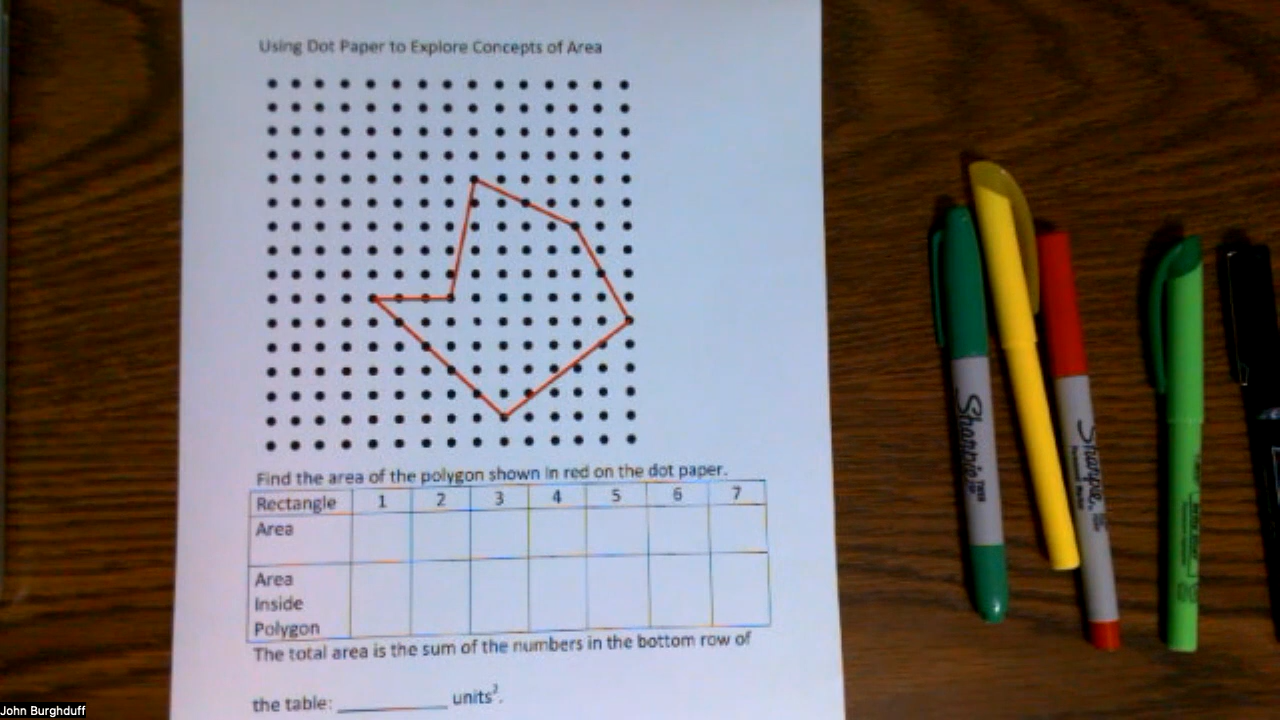 Using Dot Paper to Explore Concepts of Area
Find the area of the polygon shown in red on the dot paper.
Rectangle 1 2 3 4 5 6 7
Area
Area
Inside
Polygon
The total area is the sum of the numbers in the bottom row of
the table: __________ units².
Sharpie
Sharpie
John Burghduff